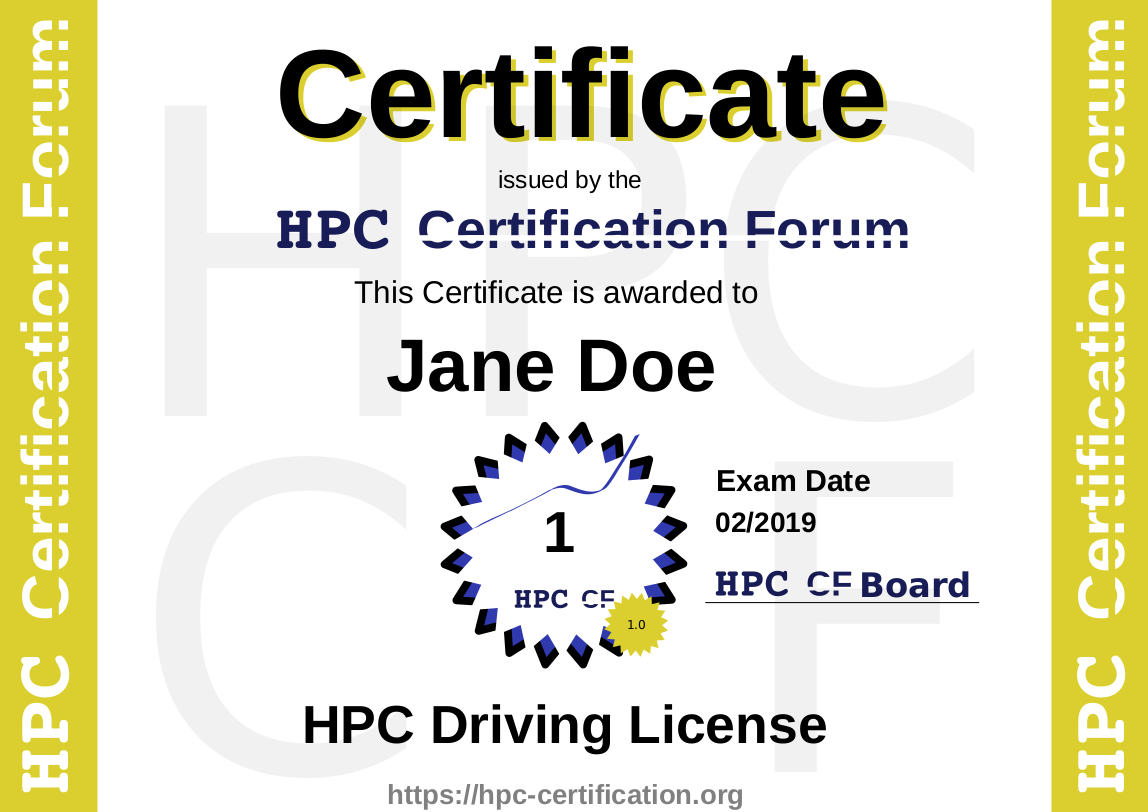 Certificate
issued by the
HPC Certification Forum
This Certificate is awarded to
Jane Doe
1
HPC CF
1.0
Exam Date
02/2019
HPC CF Board
HPC Driving License
https://hpc-certification.org
HPC Certification Forum
HPC Certification Forum
HPC
CF